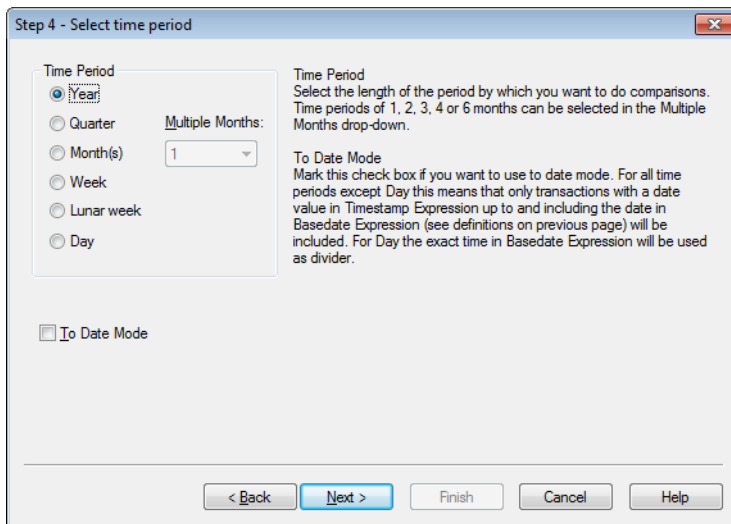 Step 4 - Select time period
Time Period
Year
Quarter
Multiple Months:
Month(s)
1
Week
Lunar week
Day
To Date Mode
Time Period
Select the length of the period by which you want to do comparisons.
Time periods of 1, 2, 3, 4 or 6 months can be selected in the Multiple
Months drop-down.
To Date Mode
Mark this check box if you want to use to date mode. For all time
periods except Day this means that only transactions with a date
value in Timestamp Expression up to and including the date in
Basedate Expression (see definitions on previous page) will be
included. For Day the exact time in Basedate Expression will be used
as divider.
< Back
Next >
Finish
Cancel
Help